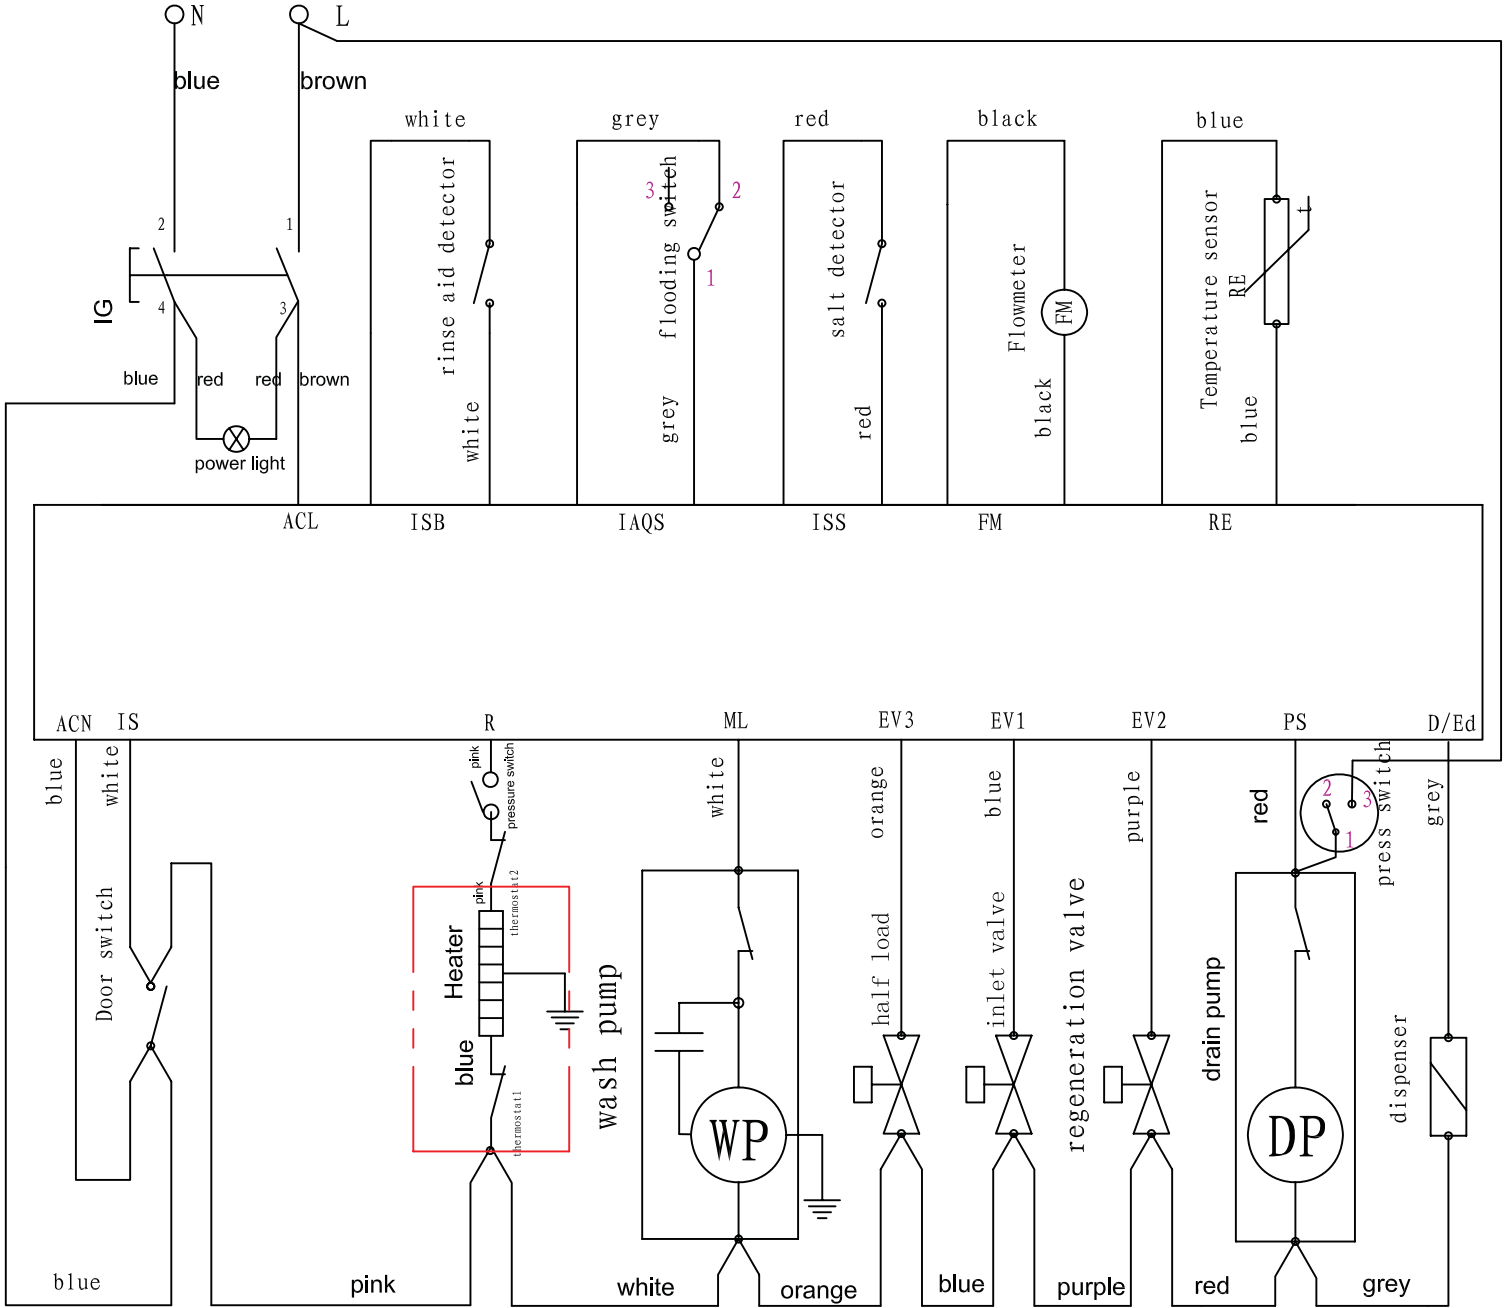 N
L
blue
brown
white
grey
red
black
blue
rinse aid detector
flooding switch
3
2
1
salt detector
Flowmeter
FM
Temperature sensor
RE
t
2
1
IG
4
3
blue
red
red
brown
power light
white
grey
red
black
blue
ACL
ISB
IAQS
ISS
FM
RE
ACN
IS
R
ML
EV3
EV1
EV2
PS
D/Ed
blue
white
pink
pressure switch
white
orange
blue
purple
red
2
3
1
press switch
grey
Door switch
pink
thermostat2
Heater
blue
thermostat1
wash pump
WP
half load
inlet valve
regeneration valve
drain pump
DP
dispenser
blue
pink
white
orange
blue
purple
red
grey